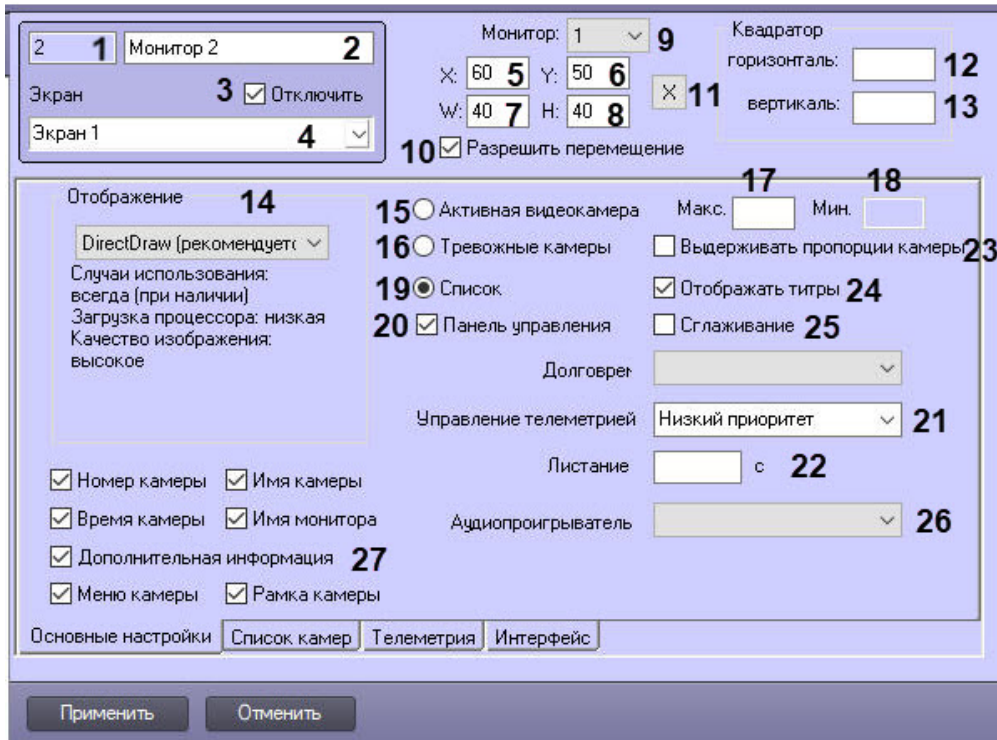 2 1 Монитор 2 2
Экран 3 Отключить
Экран 1 4
Монитор: 1 9
X: 60 5 Y: 50 6
W: 40 7 H: 40 8
X 11
10 Разрешить перемещение
Квадратор
горизонталь: 12
вертикаль: 13
Отображение 14
DirectDraw (рекомендуетс
Случаи использования:
всегда (при наличии)
Загрузка процессора: низкая
Качество изображения:
высокое
17 18
15 Активная видеокамера Макс. Мин.
16 Тревожные камеры Выдерживать пропорции камеры 23
19 Список Отображать титры 24
20 Панель управления Сглаживание 25
Долговрем
Управление телеметрией Низкий приоритет 21
Листание с 22
Аудиопроигрыватель 26
Номер камеры Имя камеры
Время камеры Имя монитора
Дополнительная информация 27
Меню камеры Рамка камеры
Основные настройки Список камер Телеметрия Интерфейс
Применить Отменить